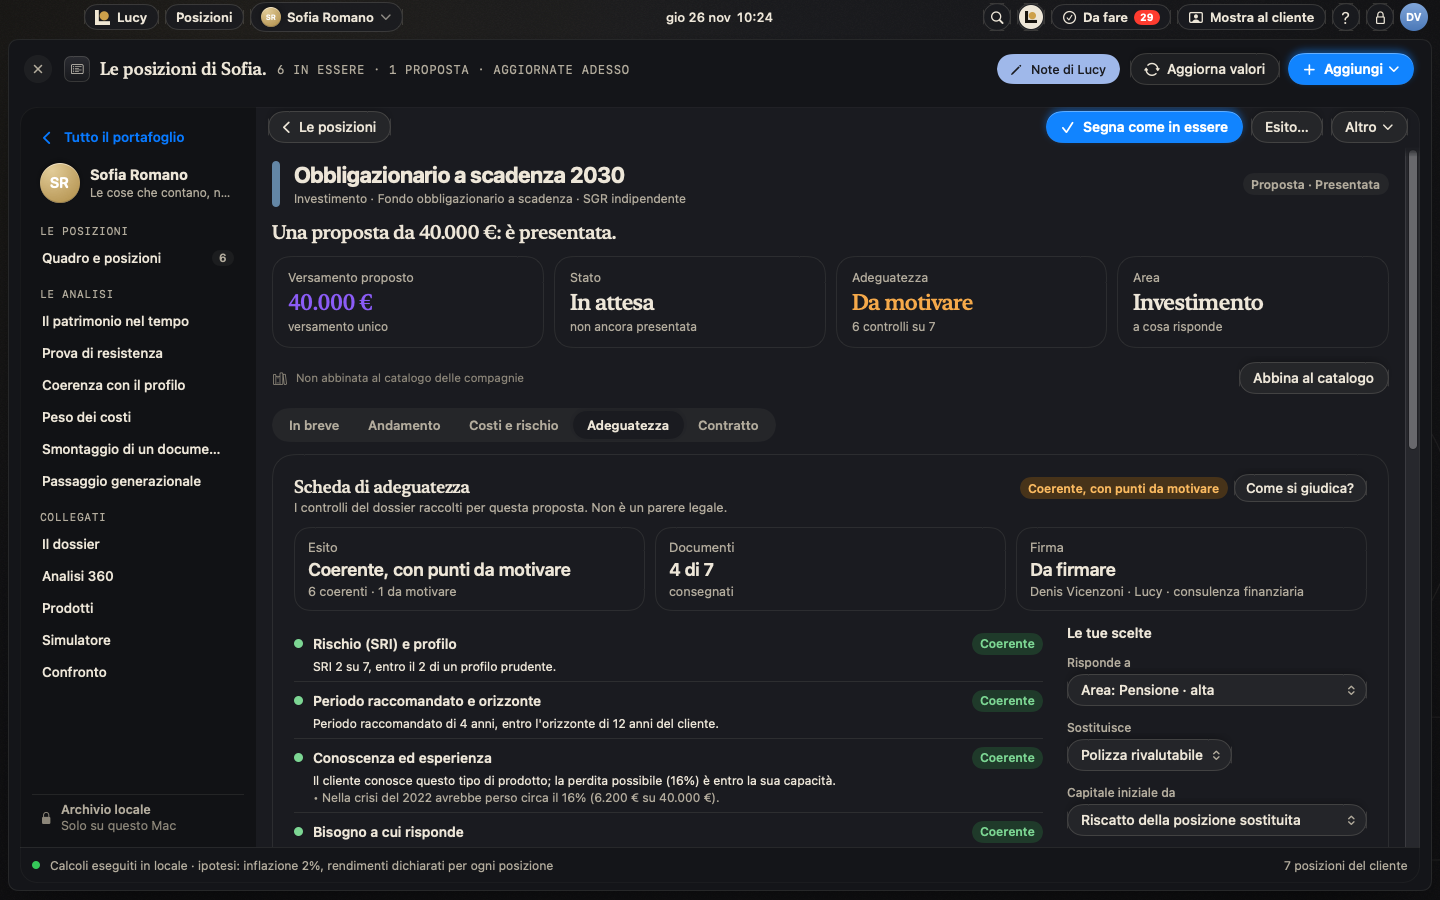 Lucy
Posizioni
SR Sofia Romano
gio 26 nov 10:24
Da fare 29
Mostra al cliente
?
DV
Le posizioni di Sofia.
6 IN ESSERE · 1 PROPOSTA · AGGIORNATE ADESSO
Note di Lucy
Aggiorna valori
Aggiungi
Tutto il portafoglio
SR
Sofia Romano
Le cose che contano, n...
LE POSIZIONI
Quadro e posizioni 6
LE ANALISI
Il patrimonio nel tempo
Prova di resistenza
Coerenza con il profilo
Peso dei costi
Smontaggio di un docume...
Passaggio generazionale
COLLEGATI
Il dossier
Analisi 360
Prodotti
Simulatore
Confronto
Archivio locale
Solo su questo Mac
Le posizioni
Segna come in essere
Esito...
Altro
Obbligazionario a scadenza 2030
Investimento · Fondo obbligazionario a scadenza · SGR indipendente
Proposta · Presentata
Una proposta da 40.000 €: è presentata.
Versamento proposto
40.000 €
versamento unico
Stato
In attesa
non ancora presentata
Adeguatezza
Da motivare
6 controlli su 7
Area
Investimento
a cosa risponde
Non abbinata al catalogo delle compagnie
Abbina al catalogo
In breve
Andamento
Costi e rischio
Adeguatezza
Contratto
Scheda di adeguatezza
I controlli del dossier raccolti per questa proposta. Non è un parere legale.
Coerente, con punti da motivare
Come si giudica?
Esito
Coerente, con punti da motivare
6 coerenti · 1 da motivare
Documenti
4 di 7
consegnati
Firma
Da firmare
Denis Vicenzoni · Lucy · consulenza finanziaria
Rischio (SRI) e profilo
Coerente
SRI 2 su 7, entro il 2 di un profilo prudente.
Periodo raccomandato e orizzonte
Coerente
Periodo raccomandato di 4 anni, entro l'orizzonte di 12 anni del cliente.
Conoscenza ed esperienza
Coerente
Il cliente conosce questo tipo di prodotto; la perdita possibile (16%) è entro la sua capacità.
• Nella crisi del 2022 avrebbe perso circa il 16% (6.200 € su 40.000 €).
Bisogno a cui risponde
Coerente
Le tue scelte
Risponde a
Area: Pensione · alta
Sostituisce
Polizza rivalutabile
Capitale iniziale da
Riscatto della posizione sostituita
Calcoli eseguiti in locale · ipotesi: inflazione 2%, rendimenti dichiarati per ogni posizione
7 posizioni del cliente